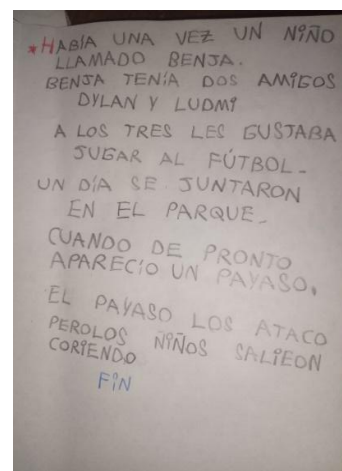 *HABÍA UNA VEZ UN NIÑO
LLAMADO BENJA.
BENJA TENÍA DOS AMIGOS
DYLAN Y LUDMI
A LOS TRES LES GUSTABA
JUGAR AL FÚTBOL.
UN DÍA SE JUNTARON
EN EL PARQUE.
CUANDO DE PRONTO
APARECIO UN PAYASO.
EL PAYASO LOS ATACO
PEROLOS NIÑOS SALIEON
CORIENDO
FIN